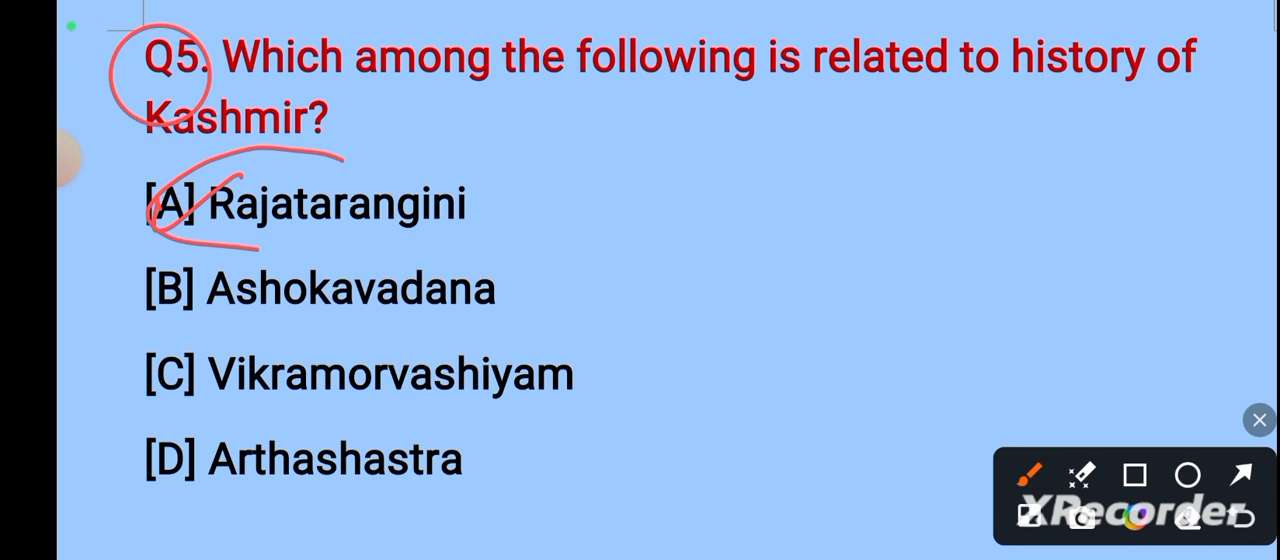 Q5. Which among the following is related to history of
Kashmir?
[A] Rajatarangini
[B] Ashokavadana
[C] Vikramorvashiyam
[D] Arthashastra
XRecorder